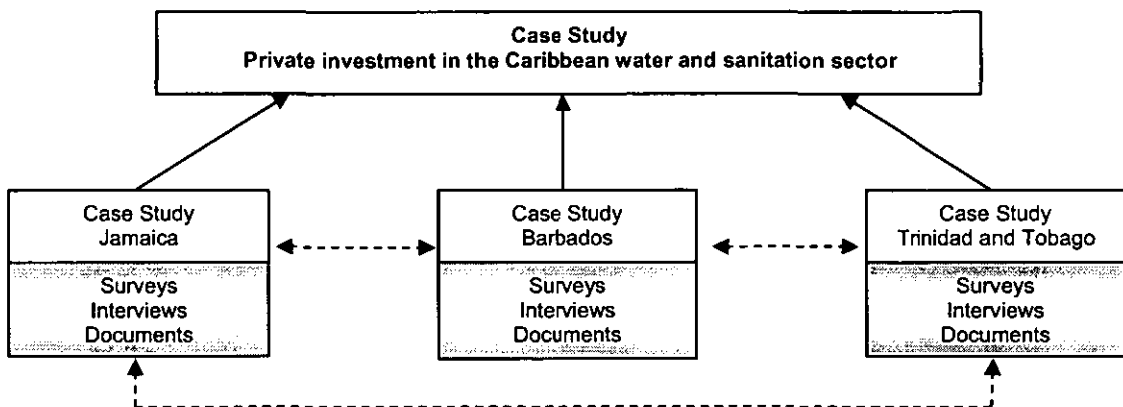 Case Study
Private investment in the Caribbean water and sanitation sector
Case Study
Jamaica
Surveys
Interviews
Documents
Case Study
Barbados
Surveys
Interviews
Documents
Case Study
Trinidad and Tobago
Surveys
Interviews
Documents